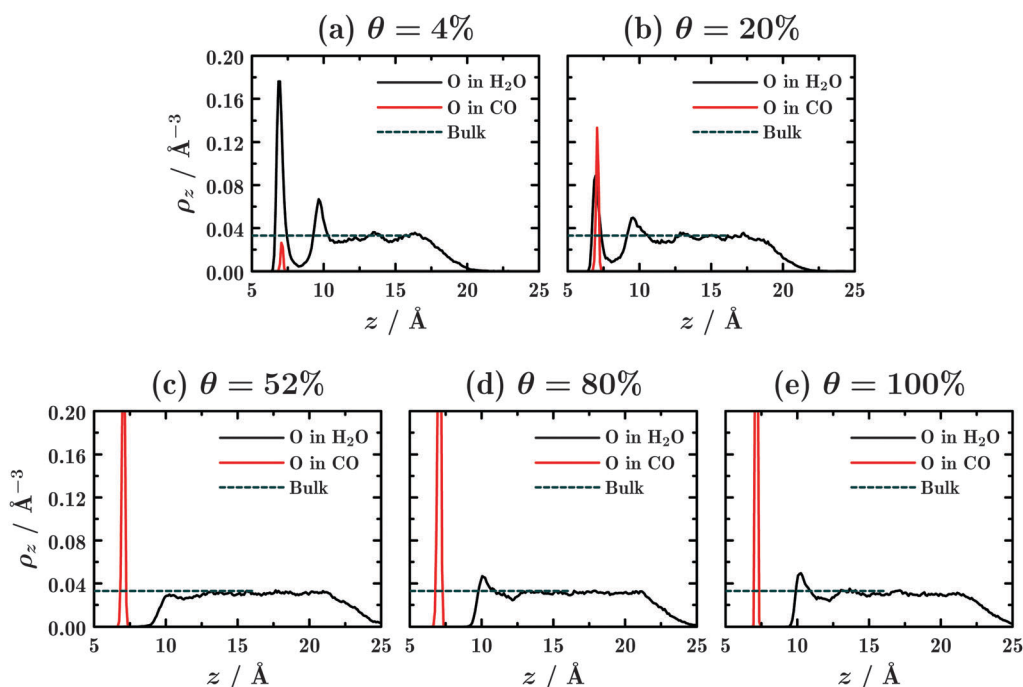 (a) θ = 4%
(b) θ = 20%
0.20
0.16
0.12
0.08
0.04
0.00
ρz / Å−3
O in H2O
O in CO
Bulk
O in H2O
O in CO
Bulk
5 10 15 20 25
5 10 15 20 25
z / Å
z / Å
(c) θ = 52%
(d) θ = 80%
(e) θ = 100%
0.20
0.16
0.12
0.08
0.04
0.00
ρz / Å−3
O in H2O
O in CO
Bulk
O in H2O
O in CO
Bulk
O in H2O
O in CO
Bulk
5 10 15 20 25
5 10 15 20 25
5 10 15 20 25
z / Å
z / Å
z / Å